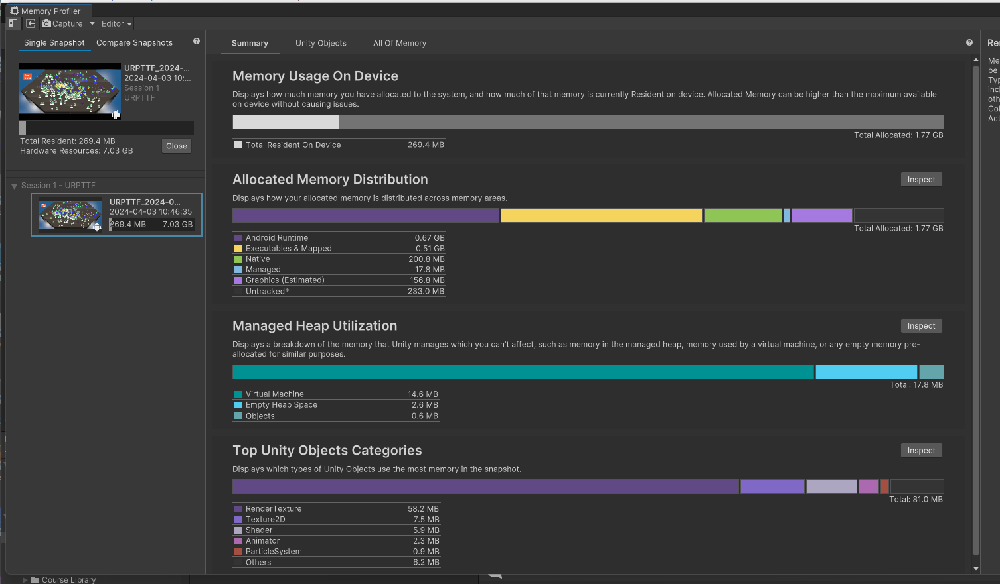 Memory Profiler
Capture
Editor
Single Snapshot
Compare Snapshots
URPTTF_2024-...
2024-04-03 10:...
Session 1
URPTTF
Total Resident: 269.4 MB
Hardware Resources: 7.03 GB
Close
Session 1 - URPTTF
URPTTF_2024-0...
2024-04-03 10:46:35
269.4 MB 7.03 GB
Summary
Unity Objects
All Of Memory
Memory Usage On Device
Displays how much memory you have allocated to the system, and how much of that memory is currently Resident on device. Allocated Memory can be higher than the maximum available
on device without causing issues.
Total Allocated: 1.77 GB
Total Resident On Device 269.4 MB
Allocated Memory Distribution
Inspect
Displays how your allocated memory is distributed across memory areas.
Total Allocated: 1.77 GB
Android Runtime 0.67 GB
Executables & Mapped 0.51 GB
Native 200.8 MB
Managed 17.8 MB
Graphics (Estimated) 156.8 MB
Untracked* 233.0 MB
Managed Heap Utilization
Inspect
Displays a breakdown of the memory that Unity manages which you can't affect, such as memory in the managed heap, memory used by a virtual machine, or any empty memory pre-
allocated for similar purposes.
Total: 17.8 MB
Virtual Machine 14.6 MB
Empty Heap Space 2.6 MB
Objects 0.6 MB
Top Unity Objects Categories
Inspect
Displays which types of Unity Objects use the most memory in the snapshot.
Total: 81.0 MB
RenderTexture 58.2 MB
Texture2D 7.5 MB
Shader 5.9 MB
Animator 2.3 MB
ParticleSystem 0.9 MB
Others 6.2 MB
Re
Me
be
Typ
incl
oth
Col
Act
Course Library